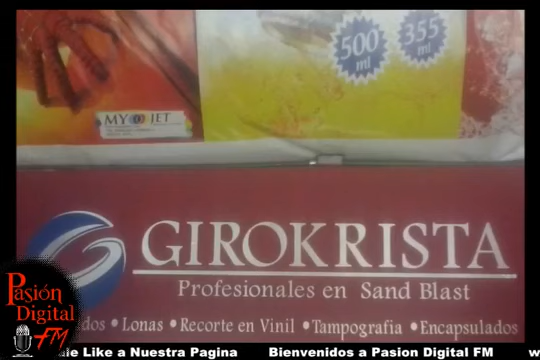 500 ml
355 ml
MY JET
GIROKRISTA
Profesionales en Sand Blast
dos • Lonas • Recorte en Vinil • Tampografia • Encapsulados
Pasión
Digital
FM
ie Like a Nuestra Pagina Bienvenidos a Pasion Digital FM w